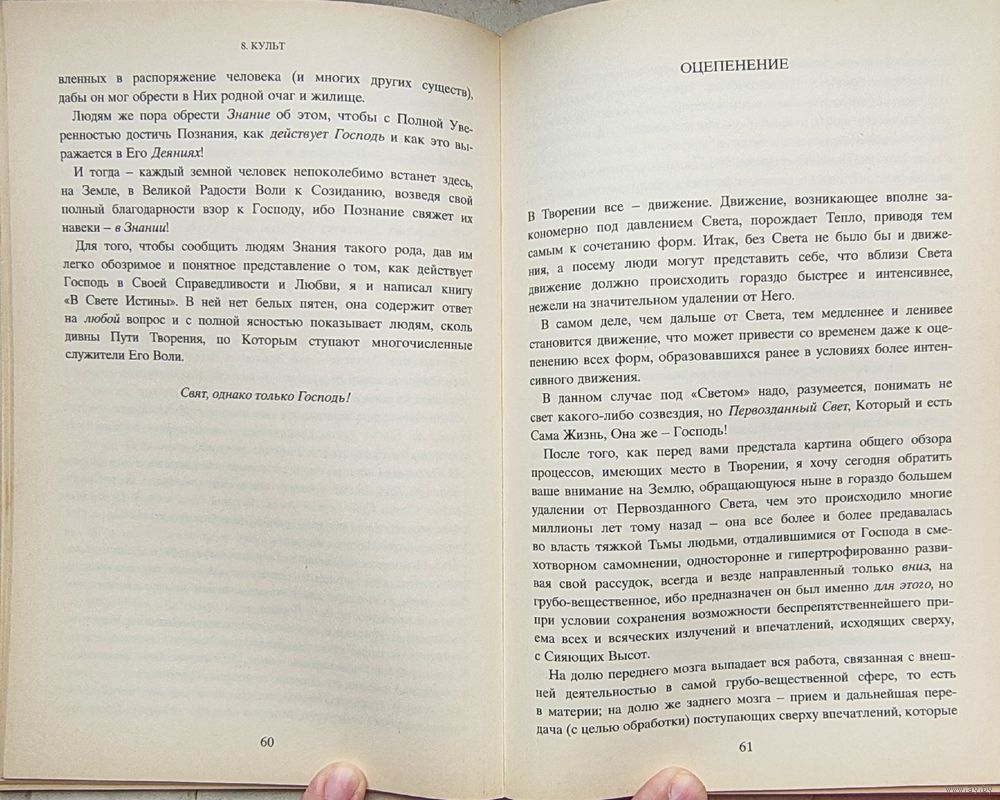 8. КУЛЬТ
вленных в распоряжение человека (и многих других существ),
дабы он мог обрести в Них родной очаг и жилище.
Людям же пора обрести Знание об этом, чтобы с Полной Уве-
ренностью достичь Познания, как действует Господь и как это вы-
ражается в Его Деяниях!
И тогда – каждый земной человек непоколебимо встанет здесь,
на Земле, в Великой Радости Воли к Созиданию, возведя свой
полный благодарности взор к Господу, ибо Познание свяжет их
навеки – в Знании!
Для того, чтобы сообщить людям Знания такого рода, дав им
легко обозримое и понятное представление о том, как действует
Господь в Своей Справедливости и Любви, я и написал книгу
«В Свете Истины». В ней нет белых пятен, она содержит ответ
на любой вопрос и с полной ясностью показывает людям, сколь
дивны Пути Творения, по Которым ступают многочисленные
служители Его Воли.
Свят, однако только Господь!
60
ОЦЕПЕНЕНИЕ
В Творении все – движение. Движение, возникающее вполне за-
кономерно под давлением Света, порождает Тепло, приводя тем
самым к сочетанию форм. Итак, без Света не было бы и движе-
ния, а посему люди могут представить себе, что вблизи Света
движение должно происходить гораздо быстрее и интенсивнее,
нежели на значительном удалении от Него.
В самом деле, чем дальше от Света, тем медленнее и ленивее
становится движение, что может привести со временем даже к оце-
пенению всех форм, образовавшихся ранее в условиях более интен-
сивного движения.
В данном случае под «Светом» надо, разумеется, понимать не
свет какого-либо созвездия, но Первозданный Свет, Который и есть
Сама Жизнь, Она же – Господь!
После того, как перед вами предстала картина общего обзора
процессов, имеющих место в Творении, я хочу сегодня обратить
ваше внимание на Землю, обращающуюся ныне в гораздо большем
удалении от Первозданного Света, чем это происходило многие
миллионы лет тому назад – она все более и более предавалась
во власть тяжкой Тьмы людьми, отдалившимися от Господа в сме-
хотворном самомнении, односторонне и гипертрофированно разви-
вая свой рассудок, всегда и везде направленный только вниз, на
грубо-вещественное, ибо предназначен он был именно для этого, но
при условии сохранения возможности беспрепятственнейшего при-
ема всех и всяческих излучений и впечатлений, исходящих сверху,
с Сияющих Высот.
На долю переднего мозга выпадает вся работа, связанная с внеш-
ней деятельностью в самой грубо-вещественной сфере, то есть
в материи; на долю же заднего мозга – прием и дальнейшая пере-
дача (с целью обработки) поступающих сверху впечатлений, которые
61
www.ay.by